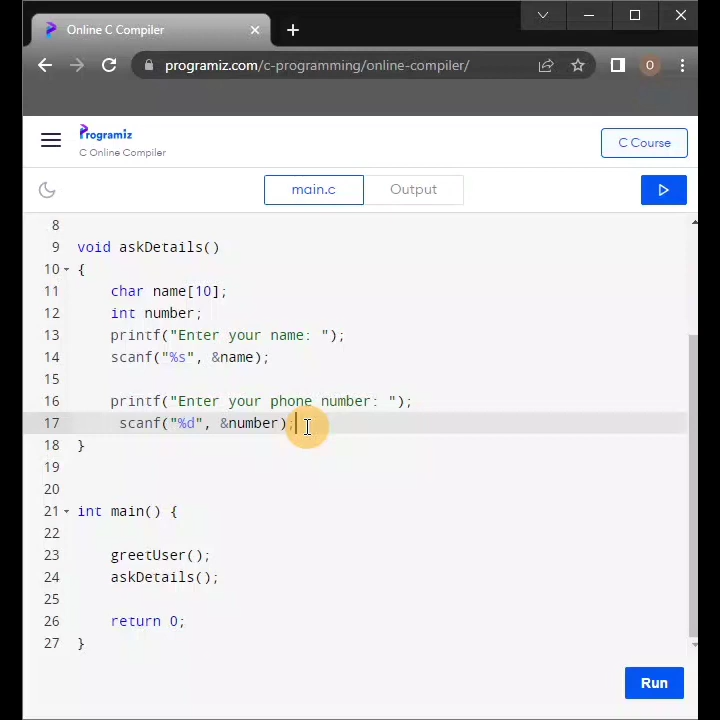 Online C Compiler
programiz.com/c-programming/online-compiler/
O
Programiz
C Online Compiler
C Course
main.c
Output
8
9 void askDetails()
10 {
11 char name[10];
12 int number;
13 printf("Enter your name: ");
14 scanf("%s", &name);
15
16 printf("Enter your phone number: ");
17 scanf("%d", &number);
18 }
19
20
21 int main() {
22
23 greetUser();
24 askDetails();
25
26 return 0;
27 }
Run